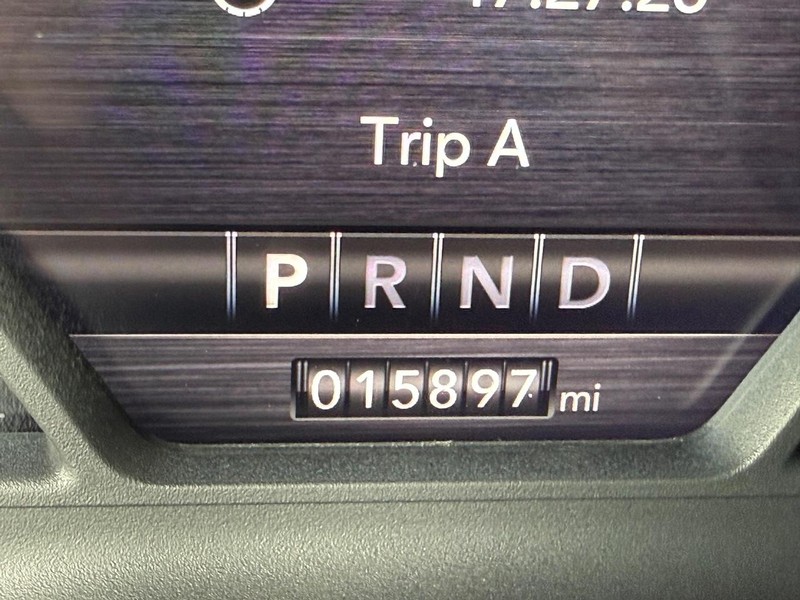 Trip A
P R N D
015897 mi